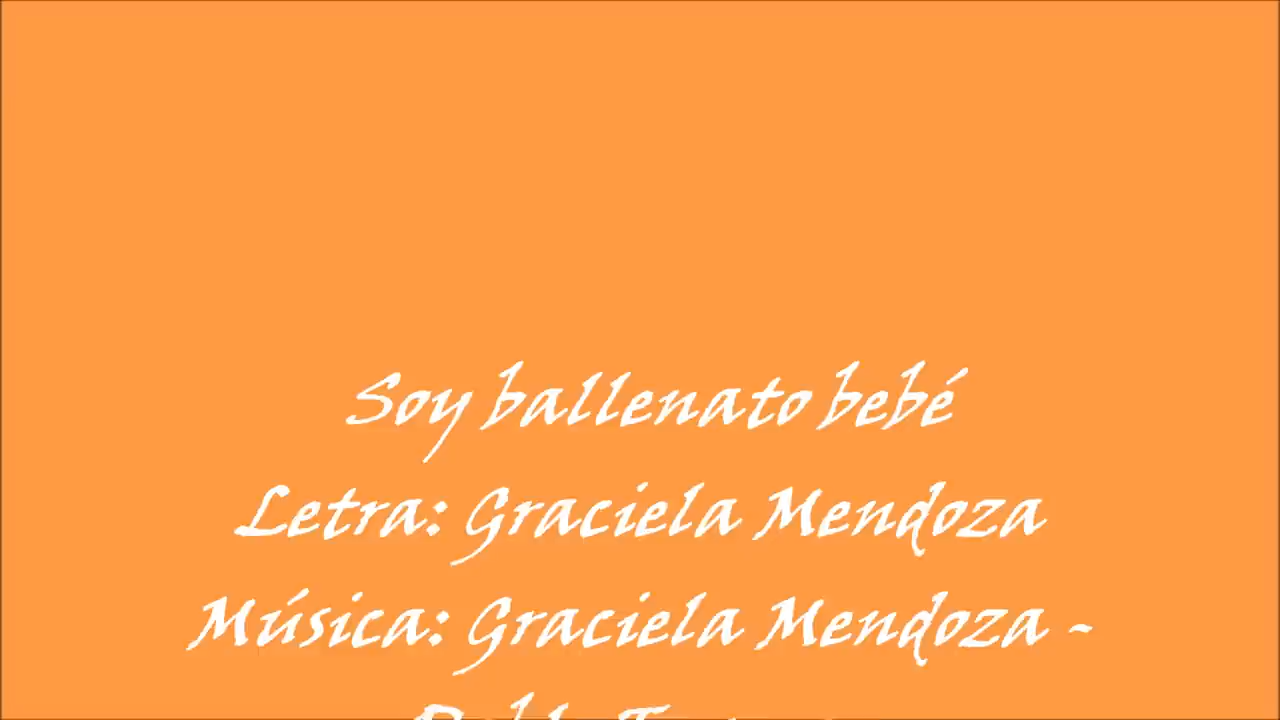 Soy ballenato bebé
Letra: Graciela Mendoza
Música: Graciela Mendoza -